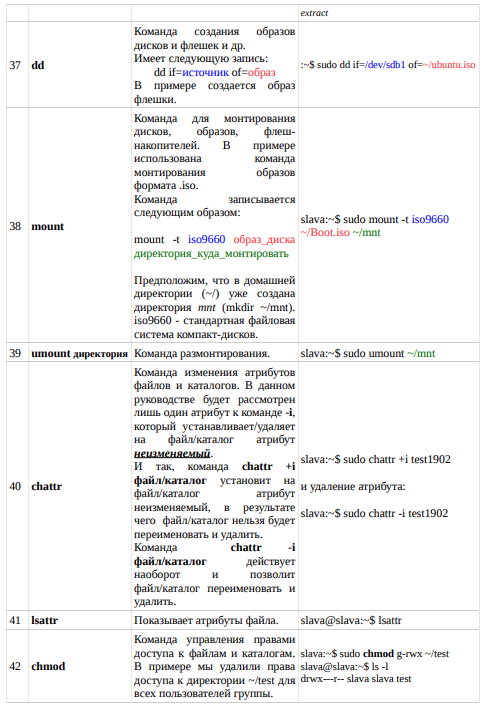 extract
37
dd
Команда создания образов
дисков и флешек и др.
Имеет следующую запись:
dd if=источник of=образ
В примере создается образ
флешки.
:~$ sudo dd if=/dev/sdb1 of=~/ubuntu.iso
38
mount
Команда для монтирования
дисков, образов, флеш-
накопителей. В примере
использована команда
монтирования образов
формата .iso.
Команда записывается
следующим образом:
mount -t iso9660 образ_диска
директория_куда_монтировать
Предположим, что в домашней
директории (~/) уже создана
директория mnt (mkdir ~/mnt).
iso9660 - стандартная файловая
система компакт-дисков.
slava:~$ sudo mount -t iso9660
~/Boot.iso ~/mnt
39
umount директория
Команда размонтирования.
slava:~$ sudo umount ~/mnt
40
chattr
Команда изменения атрибутов
файлов и каталогов. В данном
руководстве будет рассмотрен
лишь один атрибут к команде -i,
который устанавливает/удаляет
на файл/каталог атрибут
неизменяемый.
И так, команда chattr +i
файл/каталог установит на
файл/каталог атрибут
неизменяемый, в результате
чего файл/каталог нельзя будет
переименовать и удалить.
Команда chattr -i
файл/каталог действует
наоборот и позволит
файл/каталог переименовать и
удалить.
slava:~$ sudo chattr +i test1902
и удаление атрибута:
slava:~$ sudo chattr -i test1902
41
lsattr
Показывает атрибуты файла.
slava@slava:~$ lsattr
42
chmod
Команда управления правами
доступа к файлам и каталогам.
В примере мы удалили права
доступа к директории ~/test для
всех пользователей группы.
slava:~$ sudo chmod g-rwx ~/test
slava@slava:~$ ls -l
drwx---r-- slava slava test